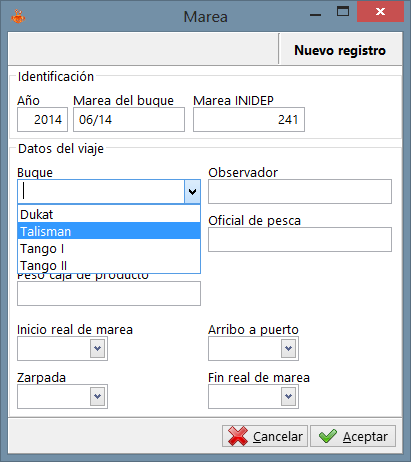 Marea
Nuevo registro
Identificación
Año Marea del buque Marea INIDEP
2014 06/14 241
Datos del viaje
Buque Observador
Dukat
Talisman
Tango I
Tango II
Oficial de pesca
Peso caja de producto
Inicio real de marea Arribo a puerto
Zarpada Fin real de marea
Cancelar Aceptar